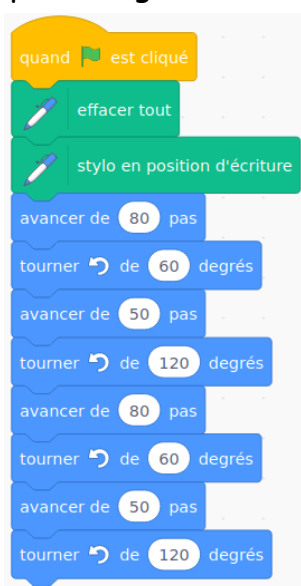 quand est cliqué
effacer tout
stylo en position d'écriture
avancer de 80 pas
tourner de 60 degrés
avancer de 50 pas
tourner de 120 degrés
avancer de 80 pas
tourner de 60 degrés
avancer de 50 pas
tourner de 120 degrés